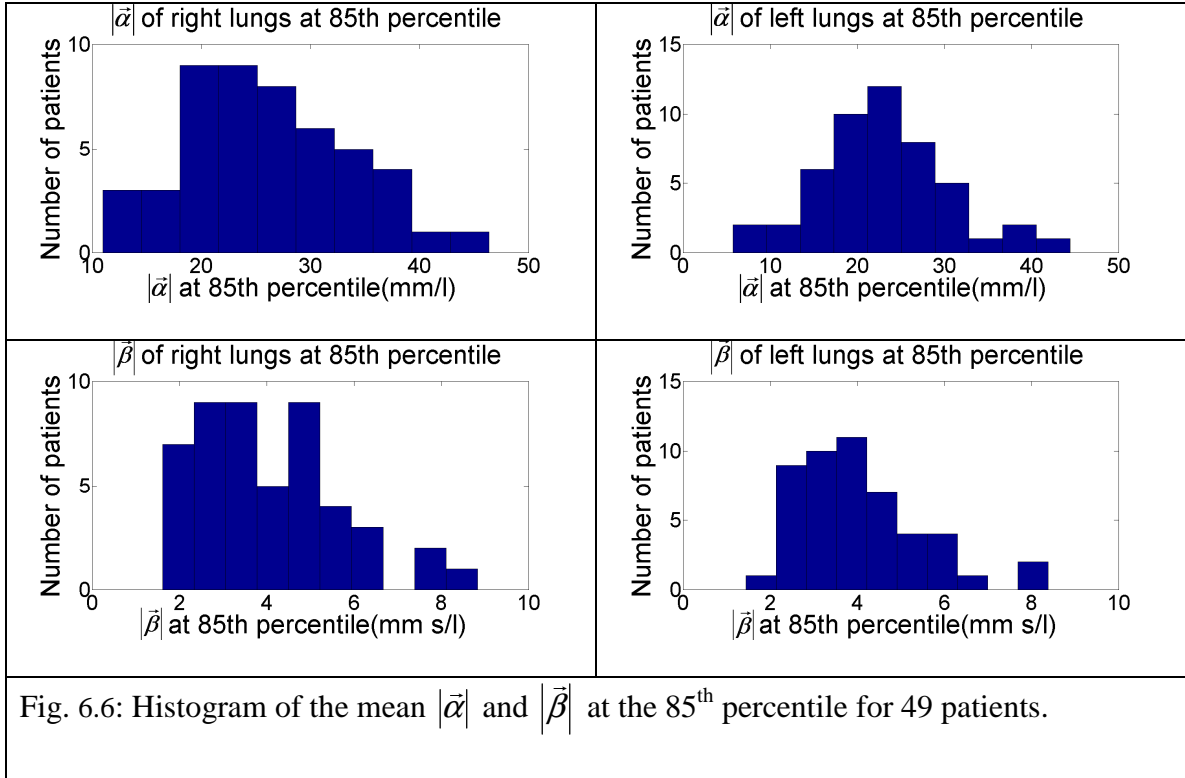 |α⃗| of right lungs at 85th percentile
Number of patients
10
5
0
10 20 30 40 50
|α⃗| at 85th percentile(mm/l)
|α⃗| of left lungs at 85th percentile
Number of patients
15
10
5
0
0 10 20 30 40 50
|α⃗| at 85th percentile(mm/l)
|β⃗| of right lungs at 85th percentile
Number of patients
10
5
0
0 2 4 6 8 10
|β⃗| at 85th percentile(mm s/l)
|β⃗| of left lungs at 85th percentile
Number of patients
15
10
5
0
0 2 4 6 8 10
|β⃗| at 85th percentile(mm s/l)
Fig. 6.6: Histogram of the mean |α⃗| and |β⃗| at the 85th percentile for 49 patients.